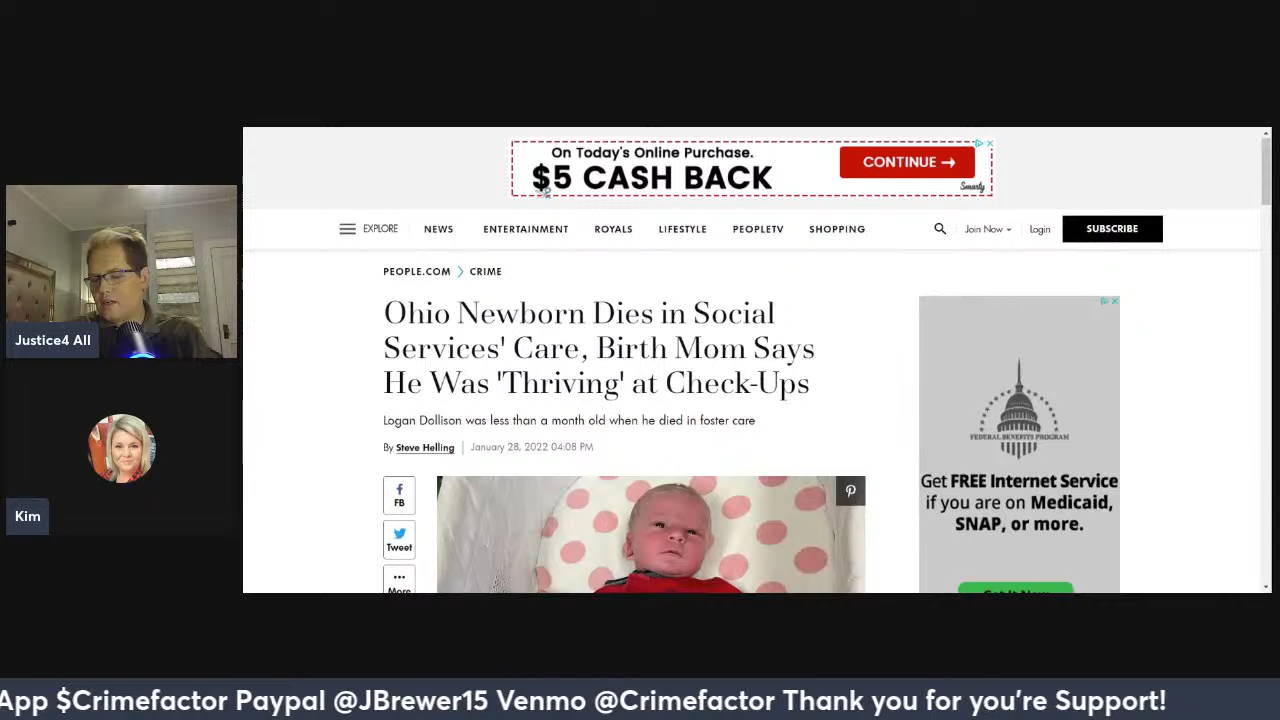 On Today's Online Purchase.
$5 CASH BACK
CONTINUE →
Smarty
EXPLORE
NEWS
ENTERTAINMENT
ROYALS
LIFESTYLE
PEOPLETV
SHOPPING
Join Now
Login
SUBSCRIBE
PEOPLE.COM > CRIME
Ohio Newborn Dies in Social
Services' Care, Birth Mom Says
He Was 'Thriving' at Check-Ups
Logan Dollison was less than a month old when he died in foster care
By Steve Helling | January 28, 2022 04:08 PM
FB
Tweet
More
FEDERAL BENEFITS PROGRAM
Get FREE Internet Service
if you are on Medicaid,
SNAP, or more.
Get It Now
Justice4 All
Kim
App $Crimefactor Paypal @JBrewer15 Venmo @Crimefactor Thank you for you're Support!